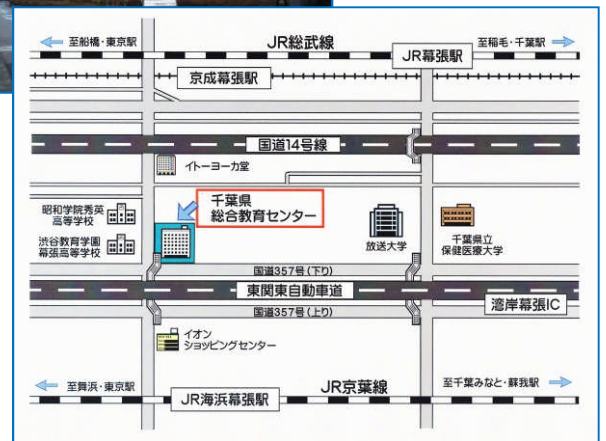 至船橋・東京駅
JR総武線
至稲毛・千葉駅
JR幕張駅
京成幕張駅
国道14号線
イトーヨーカ堂
千葉県
総合教育センター
昭和学院秀英
高等学校
渋谷教育学園
幕張高等学校
放送大学
千葉県立
保健医療大学
国道357号(下り)
東関東自動車道
湾岸幕張IC
国道357号(上り)
イオン
ショッピングセンター
至舞浜・東京駅
JR京葉線
至千葉みなと・蘇我駅
JR海浜幕張駅